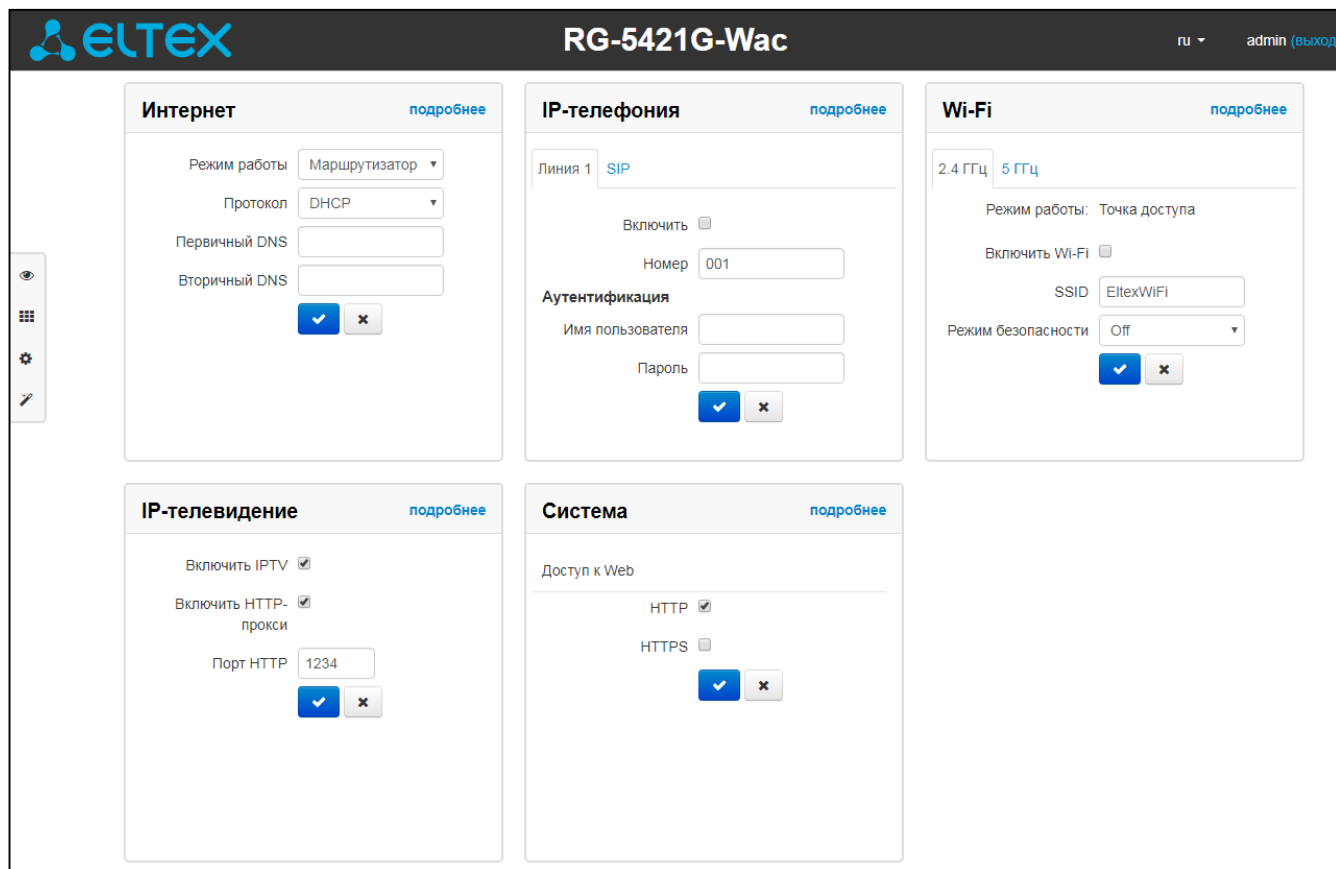 ELTEX
RG-5421G-Wac
ru
admin (выход
Интернет
подробнее
Режим работы
Маршрутизатор
Протокол
DHCP
Первичный DNS
Вторичный DNS
IP-телефония
подробнее
Линия 1
SIP
Включить
Номер
001
Аутентификация
Имя пользователя
Пароль
Wi-Fi
подробнее
2.4 ГГц
5 ГГц
Режим работы: Точка доступа
Включить Wi-Fi
SSID
EltexWiFi
Режим безопасности
Off
IP-телевидение
подробнее
Включить IPTV
Включить HTTP-
прокси
Порт HTTP
1234
Система
подробнее
Доступ к Web
HTTP
HTTPS